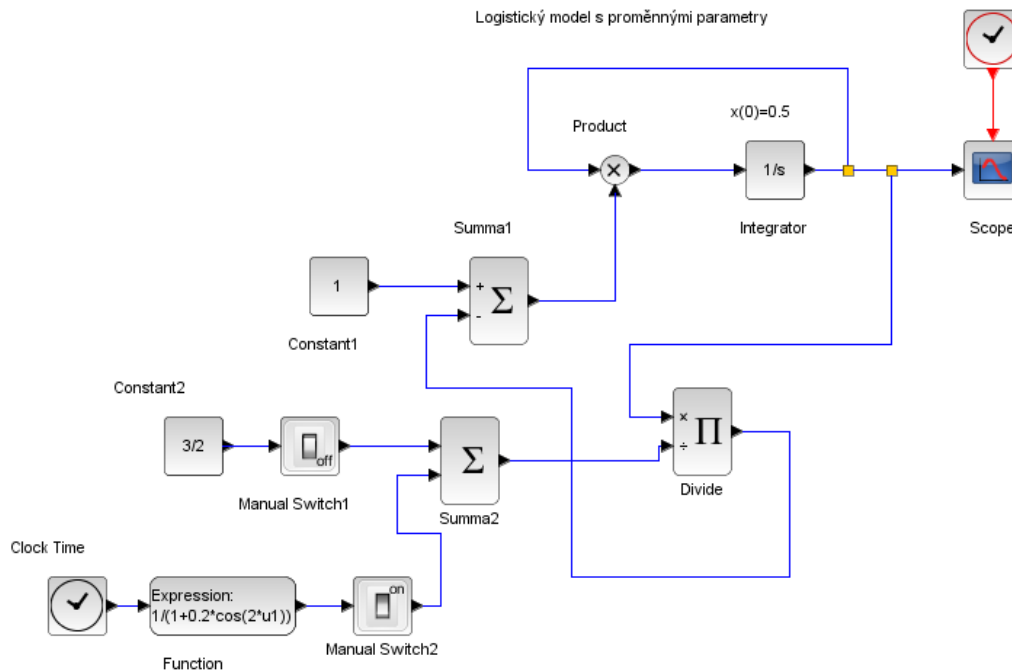 Logistický model s proměnnými parametry
x(0)=0.5
Product
×
1/s
Summa1
Integrator
Scope
1
+
-
Σ
Constant1
Constant2
3/2
off
Σ
×
÷
Π
Manual Switch1
Summa2
Divide
Clock Time
Expression:
1/(1+0.2*cos(2*u1))
on
Function
Manual Switch2